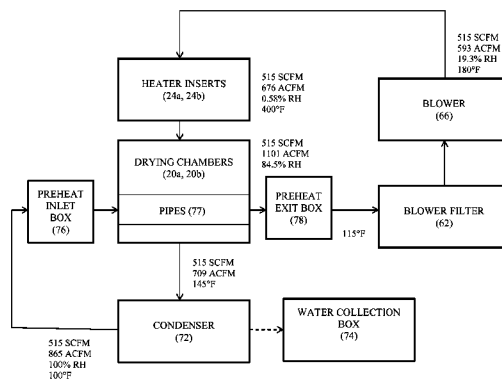 515 SCFM
593 ACFM
19.3% RH
180°F
HEATER INSERTS
(24a, 24b)
515 SCFM
676 ACFM
0.58% RH
400°F
BLOWER
(66)
DRYING CHAMBERS
(20a, 20b)
515 SCFM
1101 ACFM
84.5% RH
PREHEAT
INLET
BOX
(76)
PIPES (77)
PREHEAT
EXIT BOX
(78)
BLOWER FILTER
(62)
115°F
515 SCFM
709 ACFM
145°F
CONDENSER
(72)
WATER COLLECTION
BOX
(74)
515 SCFM
865 ACFM
100% RH
100°F